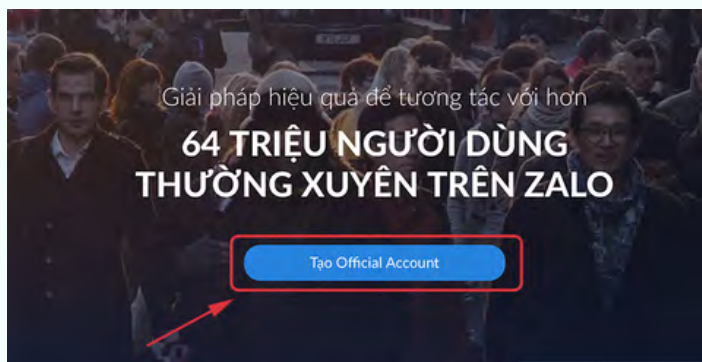 Giải pháp hiệu quả để tương tác với hơn
64 TRIỆU NGƯỜI DÙNG
THƯỜNG XUYÊN TRÊN ZALO
Tạo Official Account